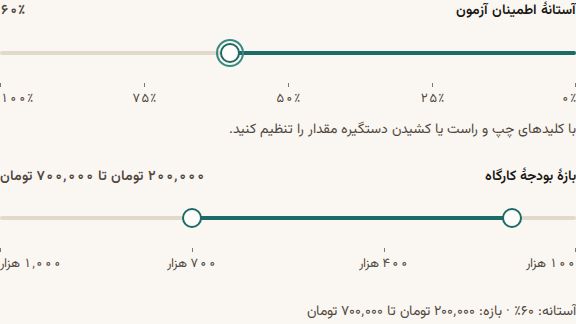 آستانهٔ اطمینان آزمون ۶۰٪
۰٪ ۲۵٪ ۵۰٪ ۷۵٪ ۱۰۰٪
با کلیدهای چپ و راست یا کشیدن دستگیره مقدار را تنظیم کنید.
بازهٔ بودجهٔ کارگاه ۲۰۰,۰۰۰ تومان تا ۷۰۰,۰۰۰ تومان
۱۰۰ هزار ۴۰۰ هزار ۷۰۰ هزار ۱,۰۰۰ هزار
آستانه: ۶۰٪ · بازه: ۲۰۰,۰۰۰ تومان تا ۷۰۰,۰۰۰ تومان